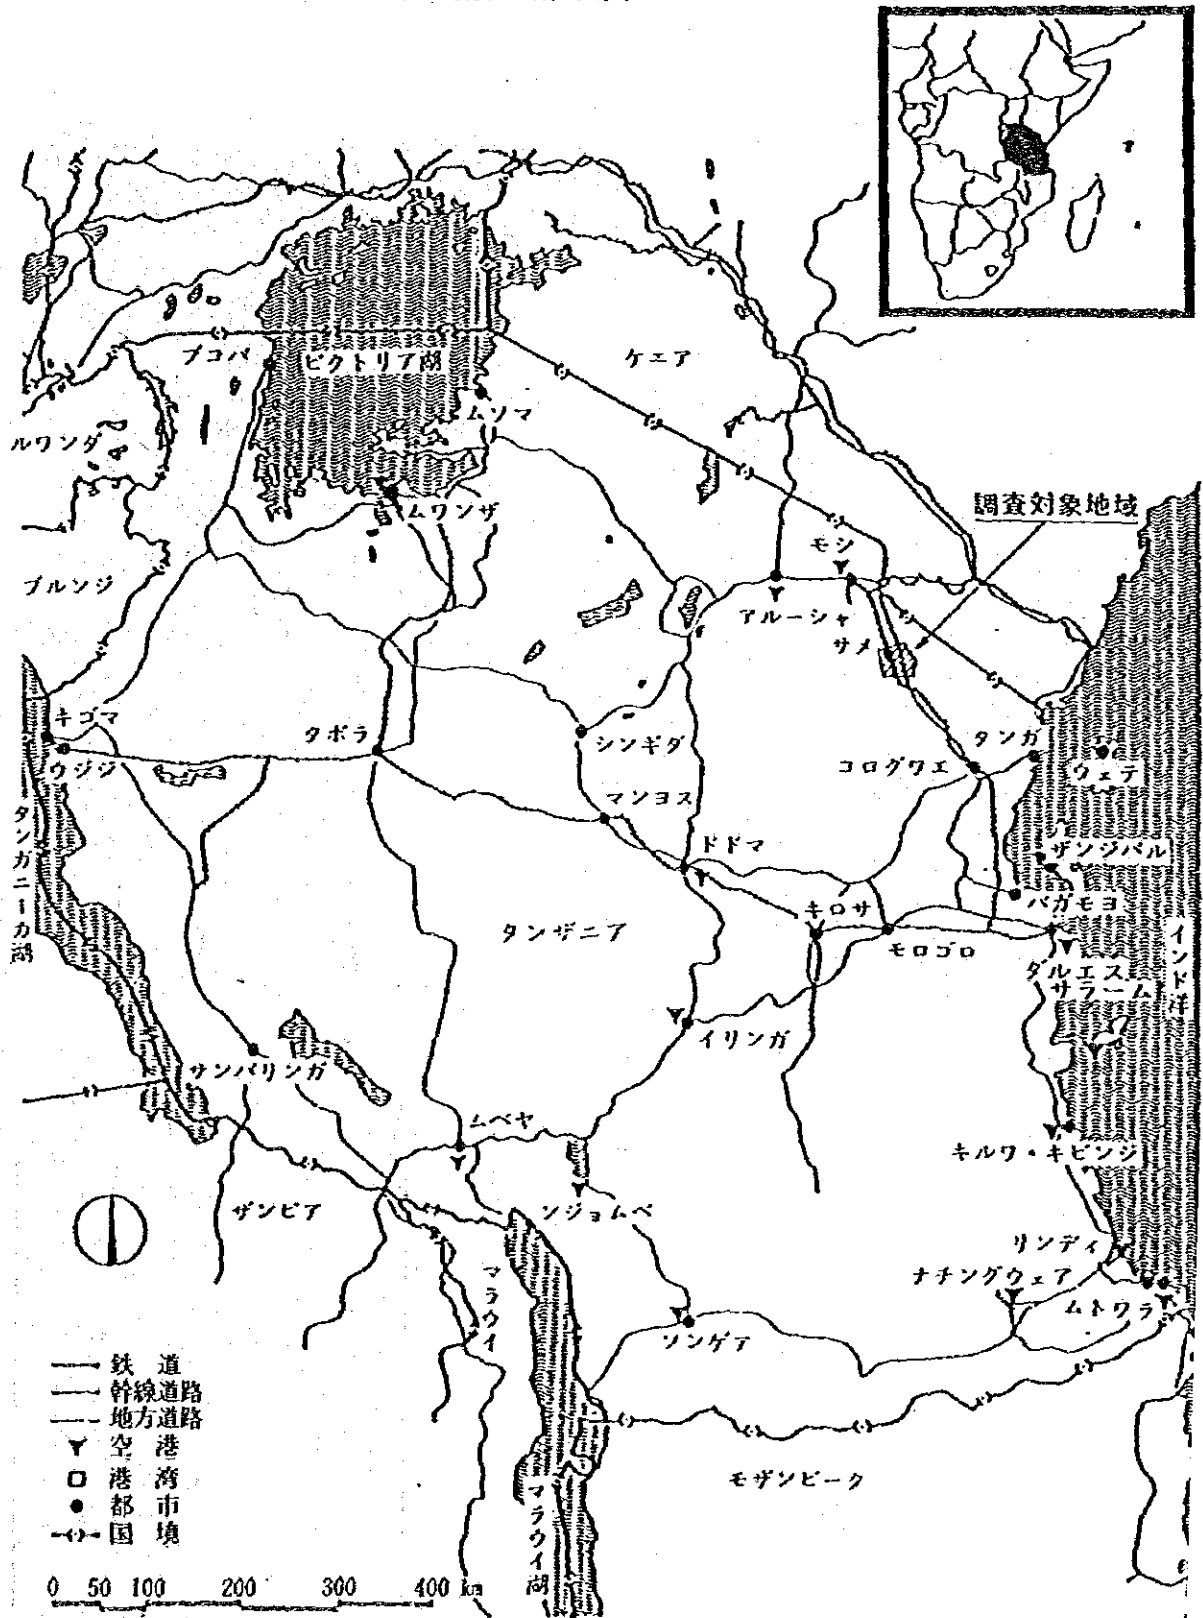 ブコバ
ビクトリア湖
ケニア
ムソマ
ルワンダ
ムワンザ
調査対象地域
モシ
ブルンジ
アルーシャ
サメ
キゴマ
タボラ
シンギダ
タンガ
ウジジ
コログワエ
ウェテ
マンヨス
タンガニーカ湖
ドドマ
ザンジバル
キロサ
バガモヨ
タンザニア
モロゴロ
インド洋
ダルエス
サラーム
イリンガ
サンバリンガ
ムベヤ
キルワ・キビンジ
ザンビア
ンジョムベ
リンディ
ナチングウェア
マラウイ
ムトワラ
ソンゲア
鉄 道
幹線道路
地方道路
空 港
港 湾
都 市
国 境
モザンビーク
マラウイ湖
0 50 100 200 300 400 km